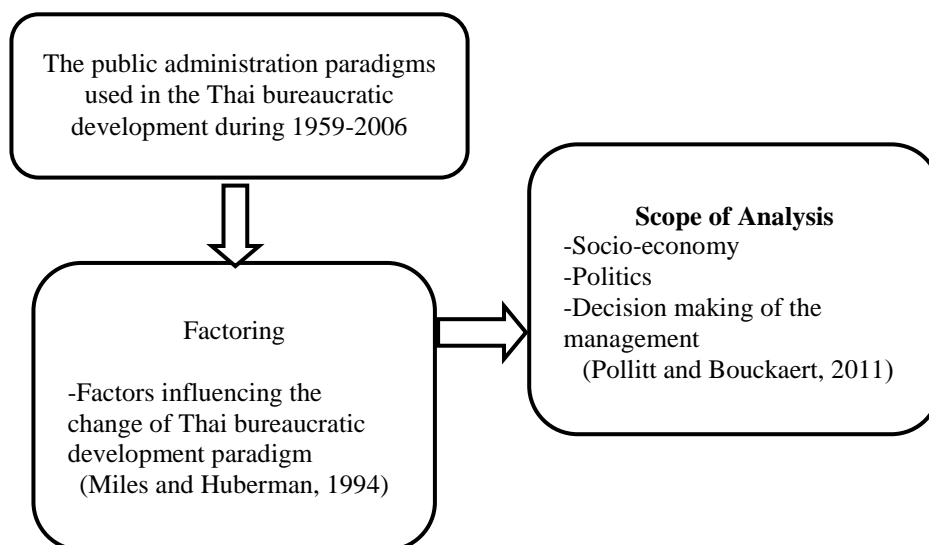 The public administration paradigms
used in the Thai bureaucratic
development during 1959-2006
Factoring
-Factors influencing the
change of Thai bureaucratic
development paradigm
(Miles and Huberman, 1994)
Scope of Analysis
-Socio-economy
-Politics
-Decision making of the
management
(Pollitt and Bouckaert, 2011)